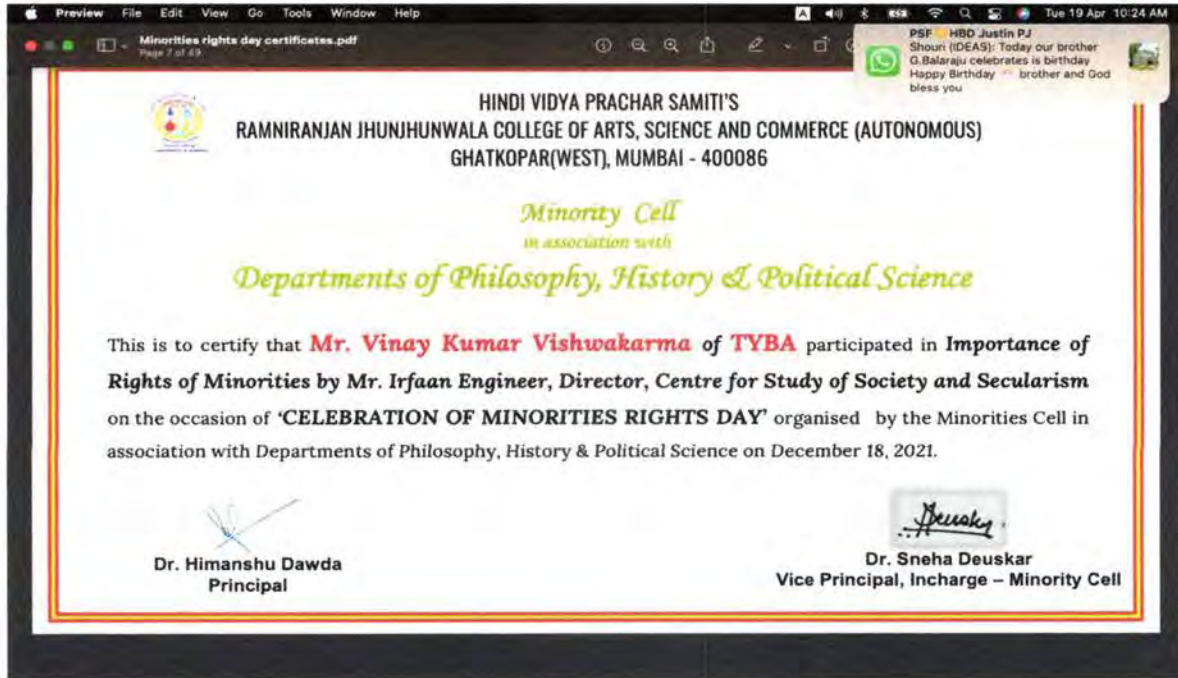 Preview File Edit View Go Tools Window Help
Tue 19 Apr 10:24 AM
Minorities rights day certificates.pdf
Page 7 of 49
PSF HBD Justin PJ
Shouri (IDEAS): Today our brother
G.Balaraju celebrates is birthday
Happy Birthday brother and God
bless you
HINDI VIDYA PRACHAR SAMITI'S
RAMNIRANJAN JHUNJHUNWALA COLLEGE OF ARTS, SCIENCE AND COMMERCE (AUTONOMOUS)
GHATKOPAR(WEST), MUMBAI - 400086
Minority Cell
in association with
Departments of Philosophy, History & Political Science
This is to certify that Mr. Vinay Kumar Vishwakarma of TYBA participated in Importance of
Rights of Minorities by Mr. Irfaan Engineer, Director, Centre for Study of Society and Secularism
on the occasion of 'CELEBRATION OF MINORITIES RIGHTS DAY' organised by the Minorities Cell in
association with Departments of Philosophy, History & Political Science on December 18, 2021.
Dr. Himanshu Dawda
Principal
Dr. Sneha Deuskar
Vice Principal, Incharge – Minority Cell